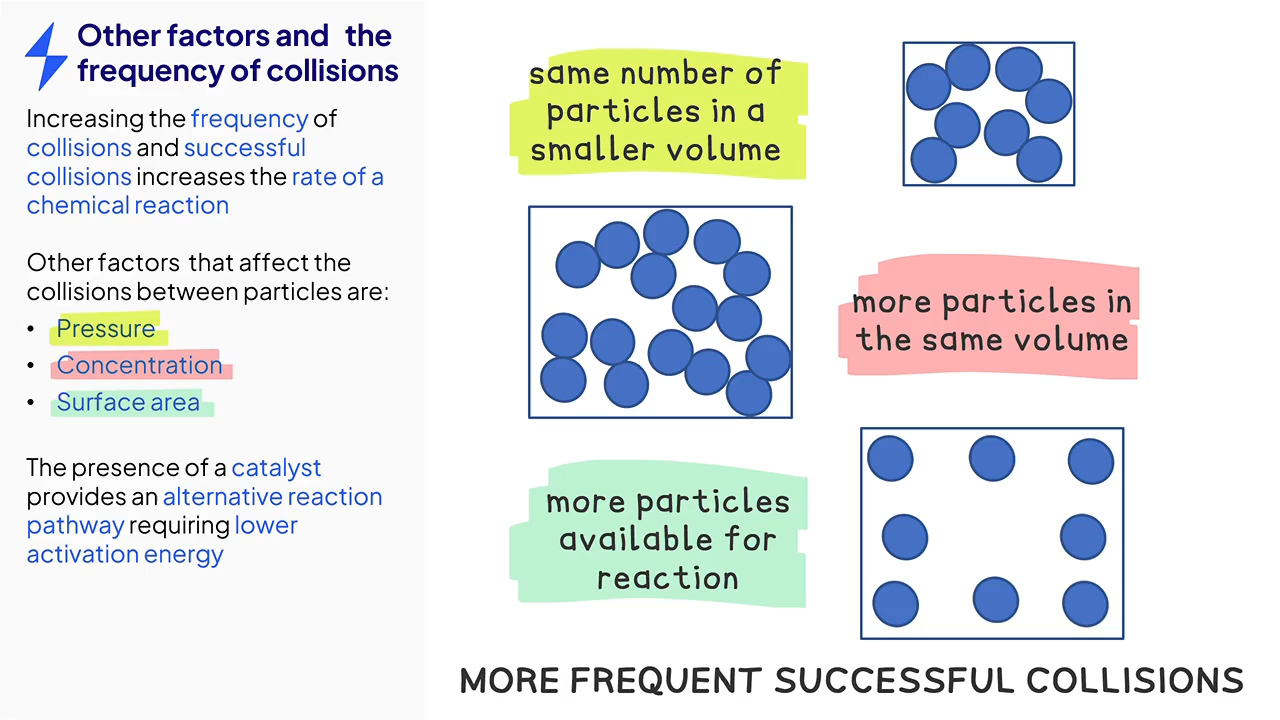 Other factors and the
frequency of collisions
Increasing the frequency of
collisions and successful
collisions increases the rate of a
chemical reaction
Other factors that affect the
collisions between particles are:
• Pressure
• Concentration
• Surface area
The presence of a catalyst
provides an alternative reaction
pathway requiring lower
activation energy
same number of
particles in a
smaller volume
more particles in
the same volume
more particles
available for
reaction
MORE FREQUENT SUCCESSFUL COLLISIONS